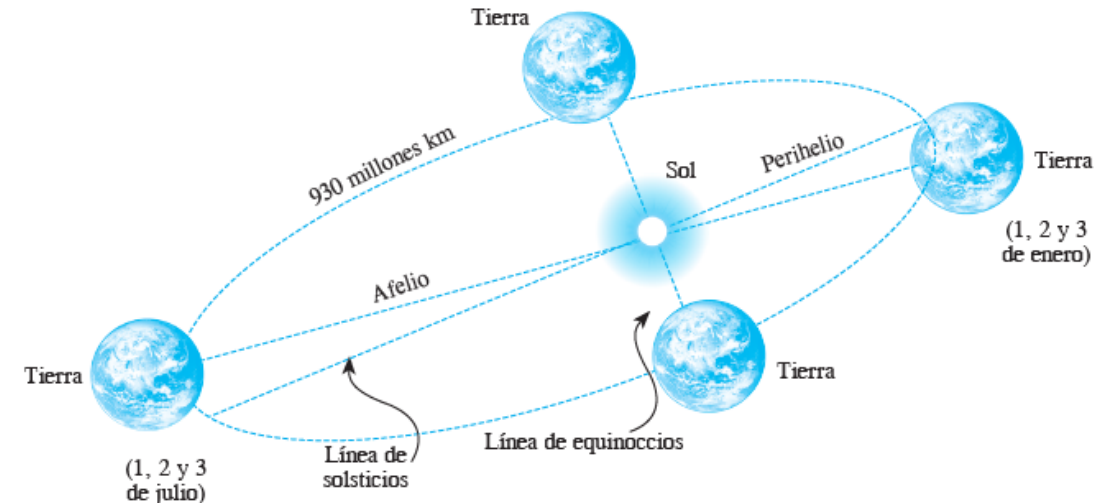 Tierra
930 millones km
Sol
Perihelio
Tierra
(1, 2 y 3
de enero)
Afelio
Tierra
Tierra
Línea de equinoccios
Línea de
solsticios
(1, 2 y 3
de julio)